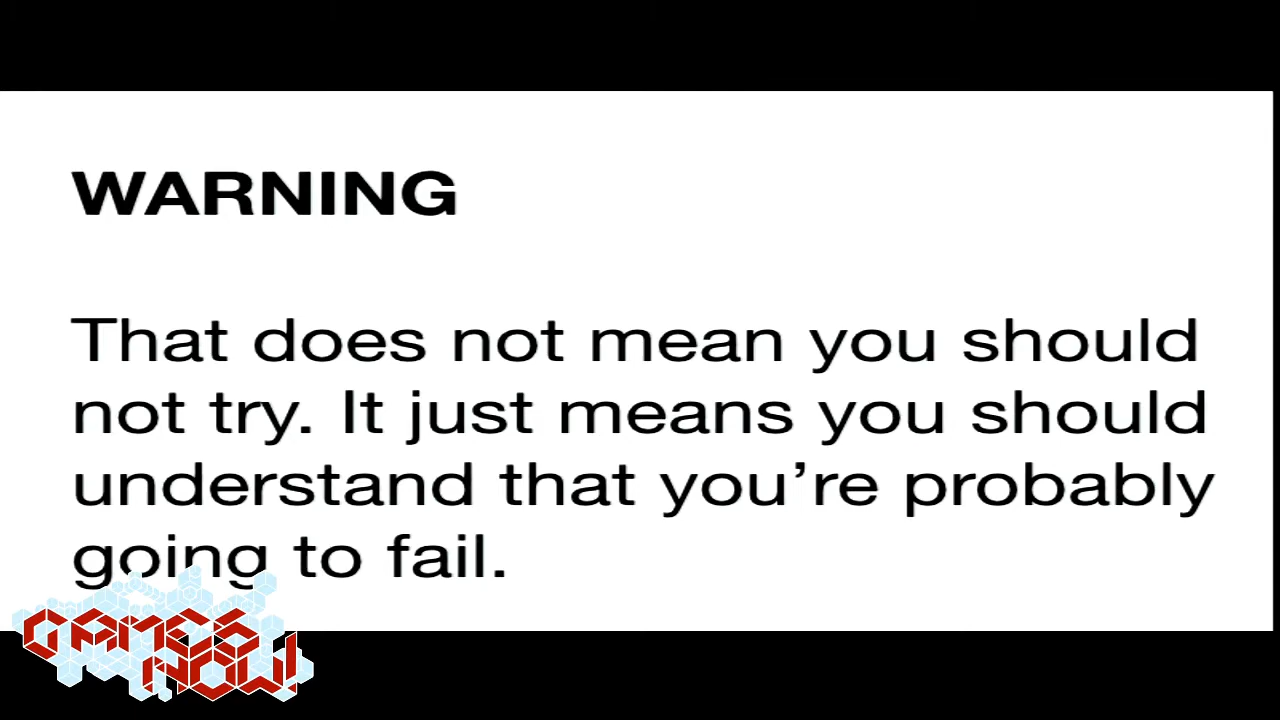 WARNING
That does not mean you should
not try. It just means you should
understand that you’re probably
going to fail.
GAMES
NOW!